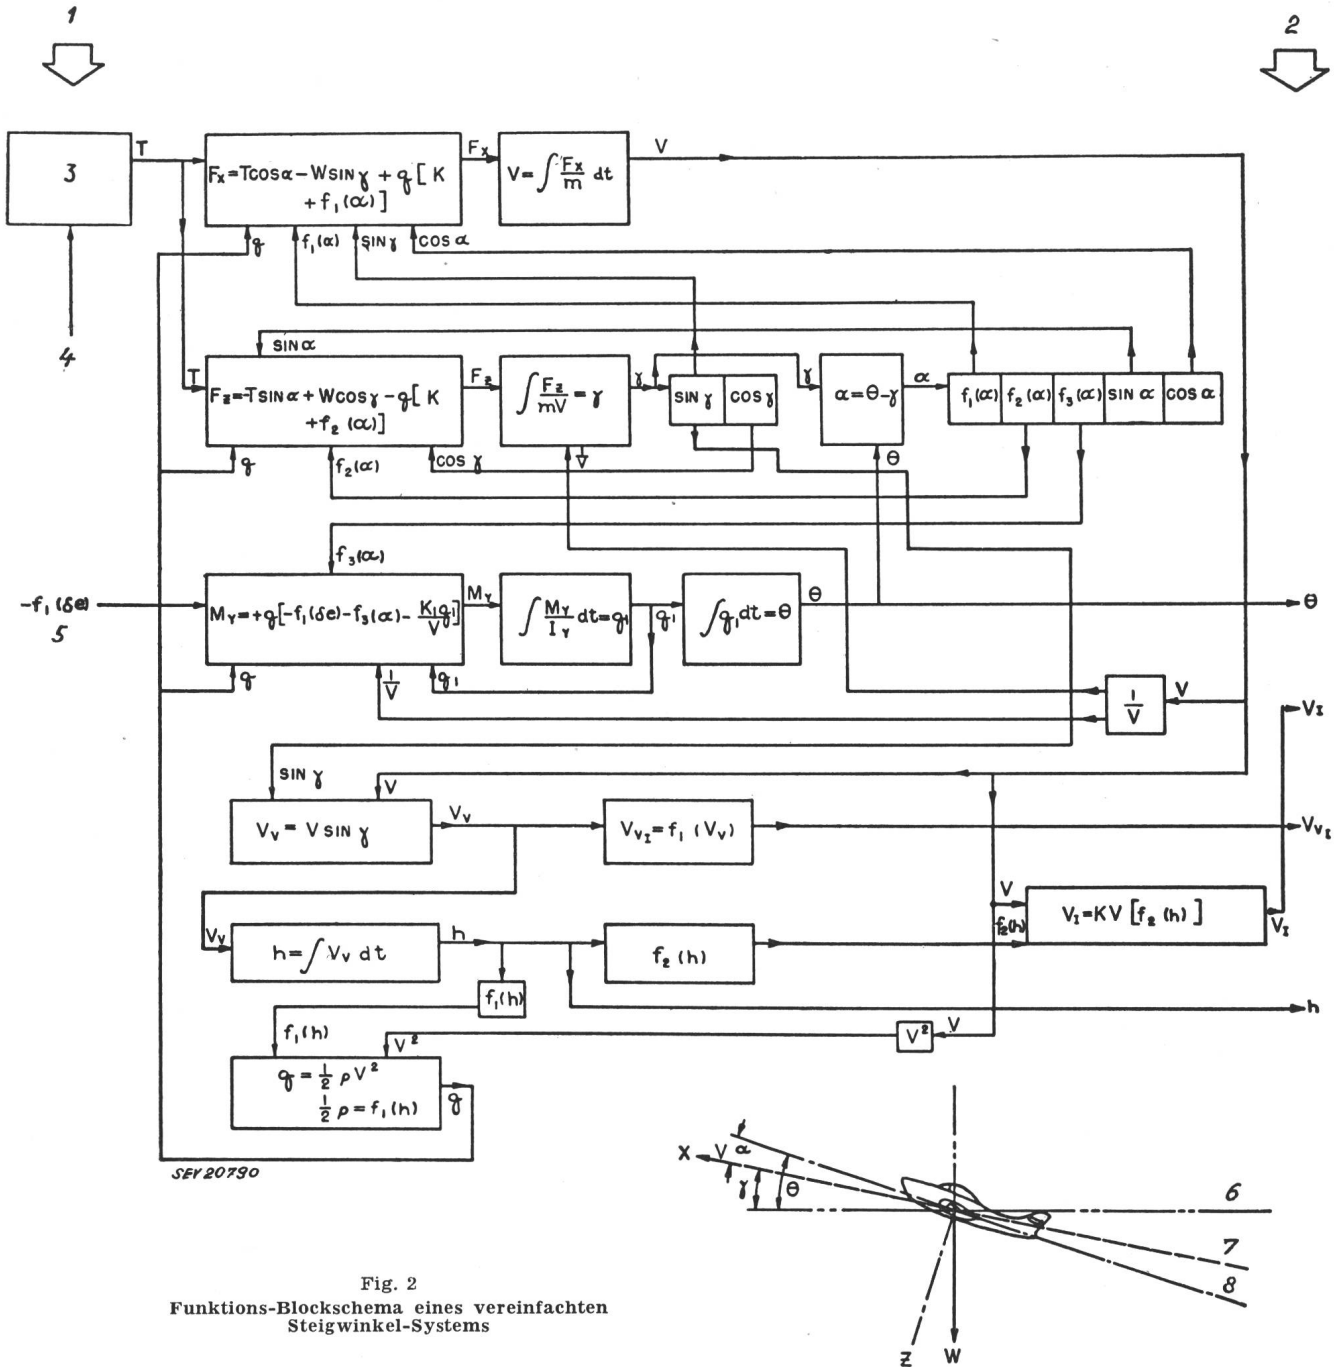 1
2
3
T
Fx=TCOSα–WSINγ+q[K
+f₁(α)]
Fx
V=∫Fx/m dt
V
q
f₁(α)
SINγ
COSα
4
SINα
T
Fz=-TSINα+WCOSγ-q[K
+f₂(α)]
Fz
∫Fz/mV=γ
γ
SINγ
COSγ
γ
α=θ-γ
α
f₁(α)
f₂(α)
f₃(α)
SINα
COSα
q
f₂(α)
COSγ
1/V
θ
f₃(α)
-f₁(δe)
5
My=+q[-f₁(δe)-f₃(α)-K₁q₁/V]
My
∫My/Iy dt=q₁
q₁
∫q₁dt=θ
θ
θ
q
1/V
q₁
1/V
V
VI
SINγ
V
Vv=VSINγ
Vv
VvI=f₁(Vv)
VvI
V
f₂(h)
VI=KV[f₂(h)]
VI
Vv
h=∫Vv dt
h
f₂(h)
f₁(h)
h
f₁(h)
V²
V²
V
q=½ρV²
½ρ=f₁(h)
q
SEV 20790
X
V
α
γ
θ
6
7
8
Z
W
Fig. 2
Funktions-Blockschema eines vereinfachten
Steigwinkel-Systems